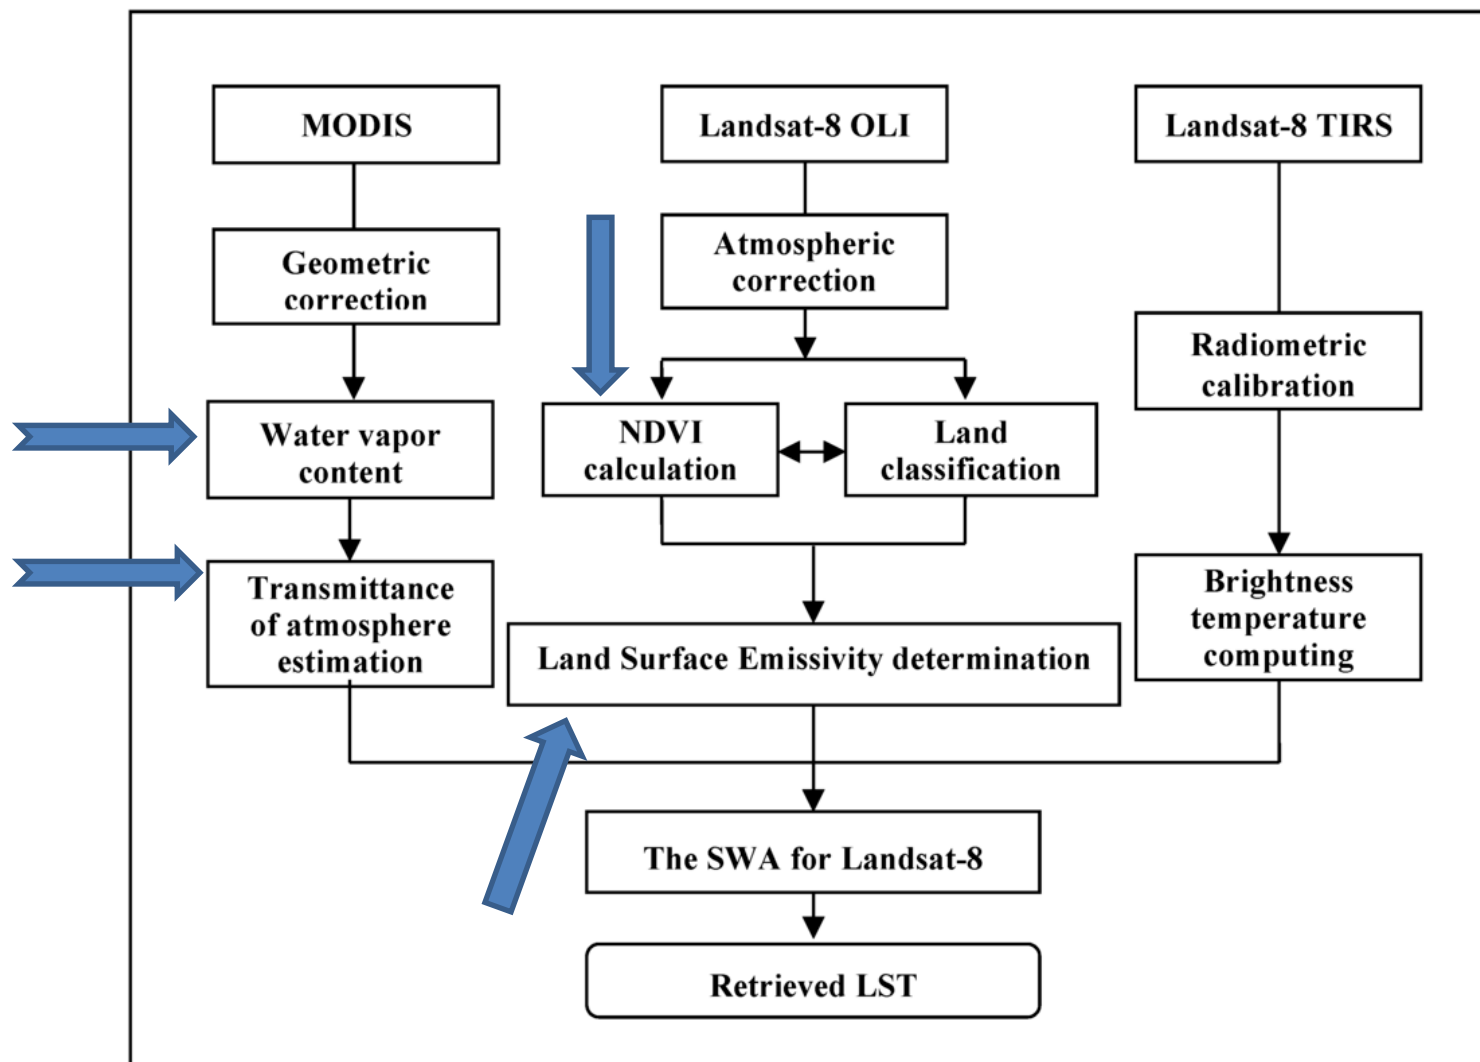 MODIS
Landsat-8 OLI
Landsat-8 TIRS
Geometric
correction
Atmospheric
correction
Radiometric
calibration
Water vapor
content
NDVI
calculation
Land
classification
Transmittance
of atmosphere
estimation
Land Surface Emissivity determination
Brightness
temperature
computing
The SWA for Landsat-8
Retrieved LST